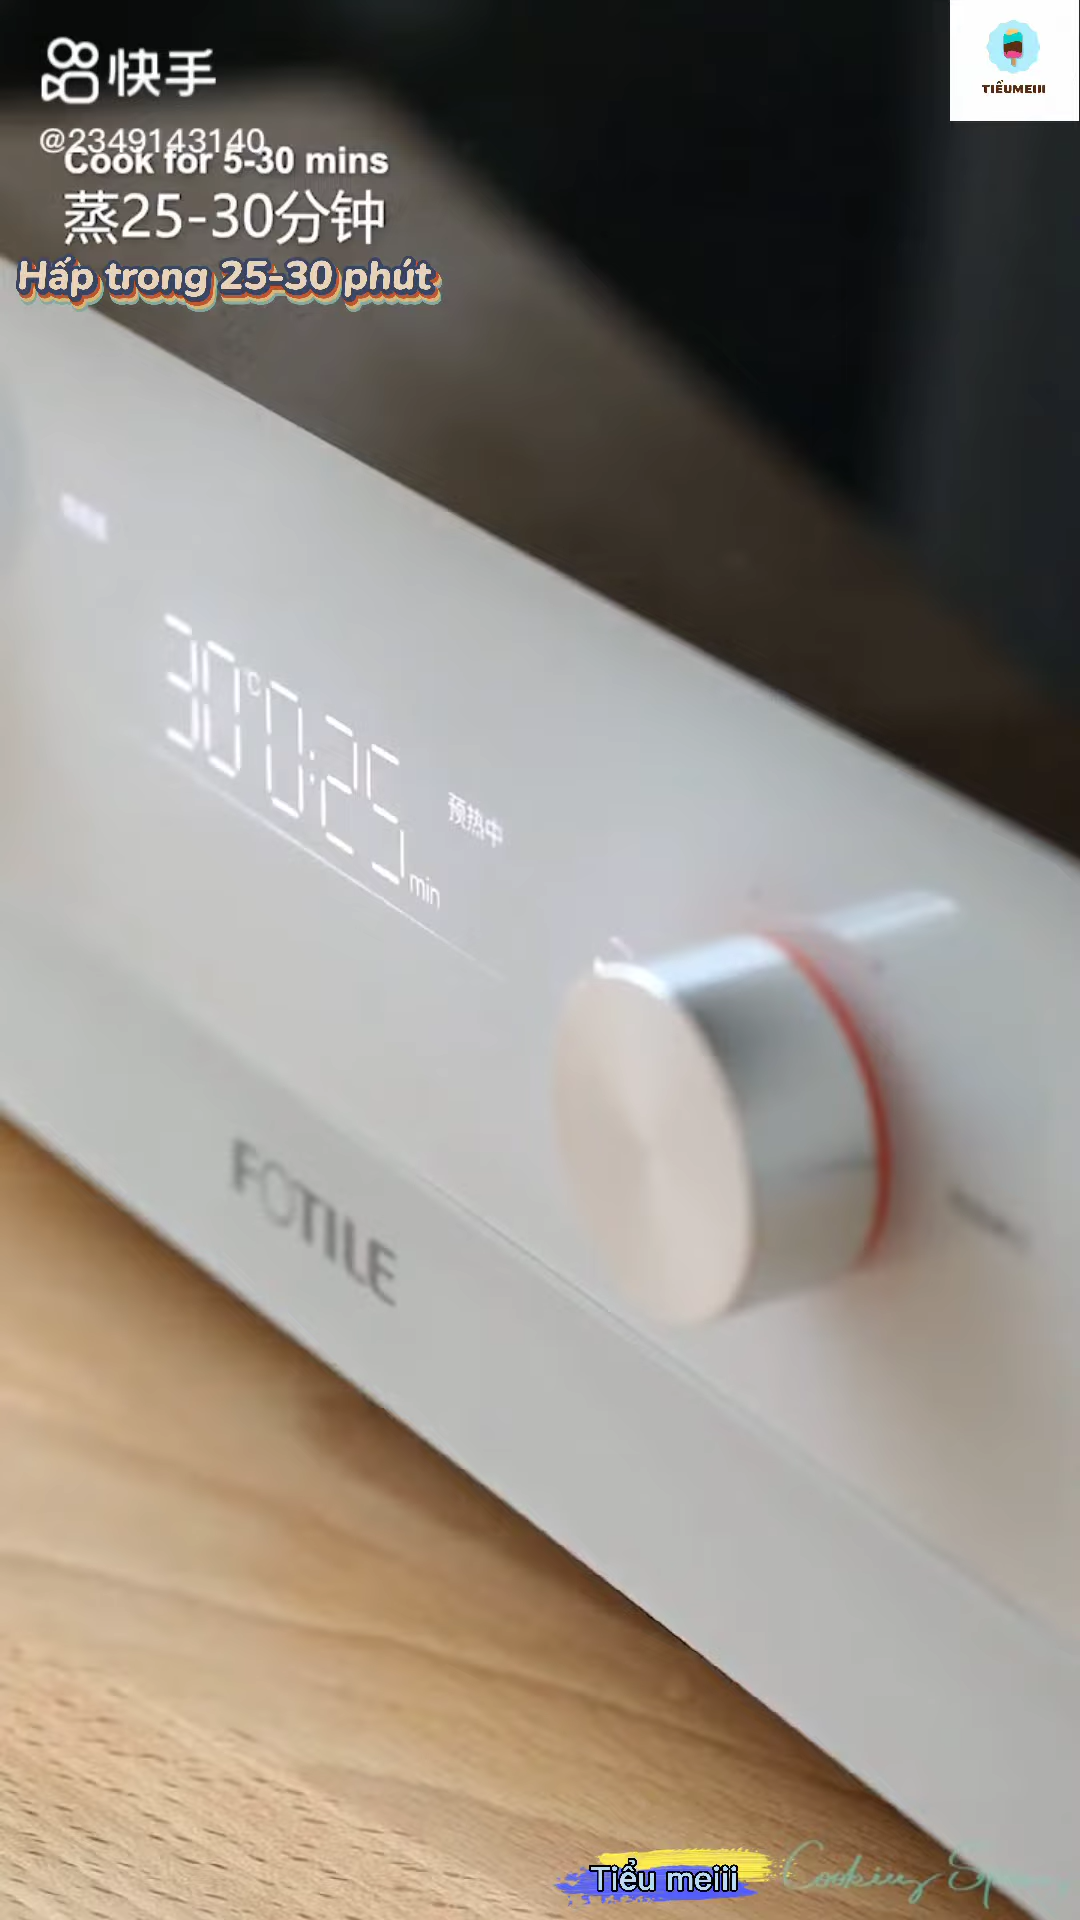 快手
@2349143140
Cook for 5-30 mins
蒸25-30分钟
Hấp trong 25-30 phút
TIỂUMEIII
30°C 0:25 min
预热中
FOTILE
Tiểu meiii
Cooking